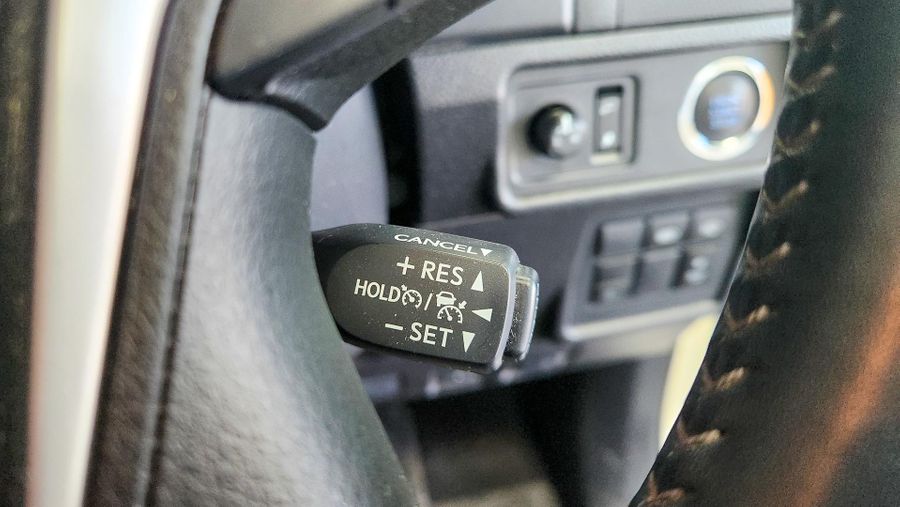 CANCEL▼
+ RES ▲
HOLD / ◀
− SET ▼